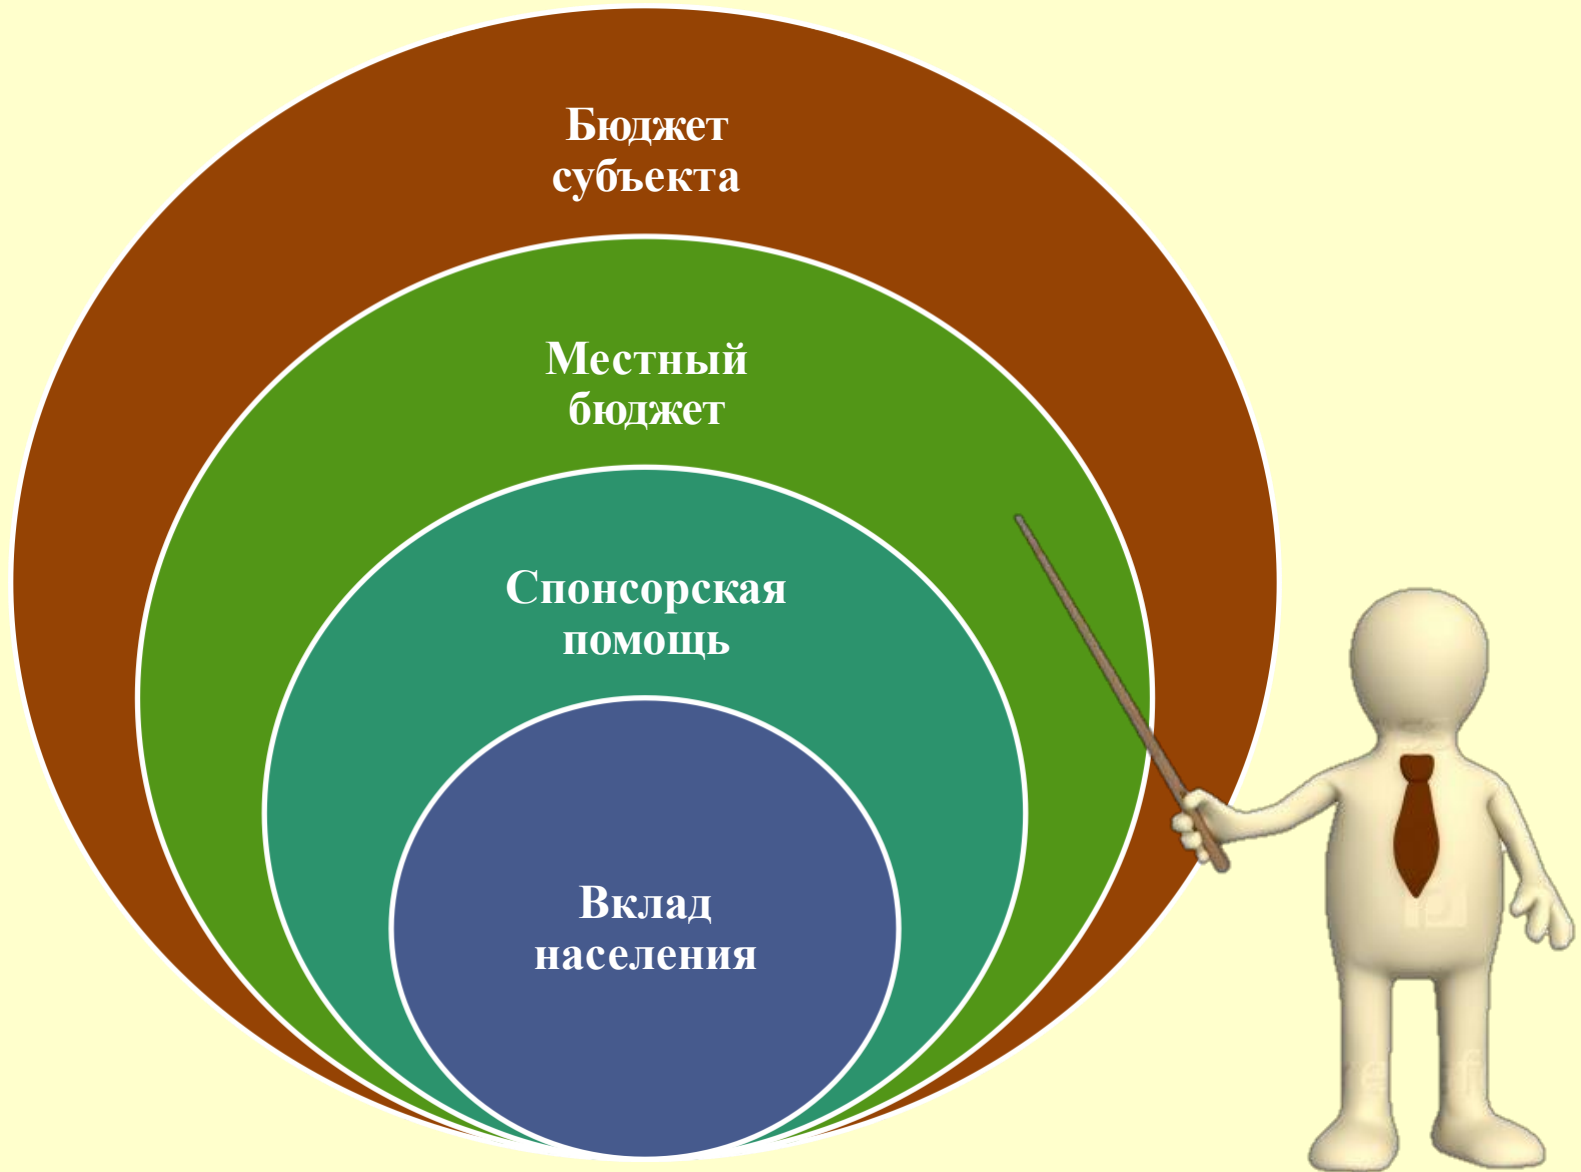 Бюджет
субъекта
Местный
бюджет
Спонсорская
помощь
Вклад
населения